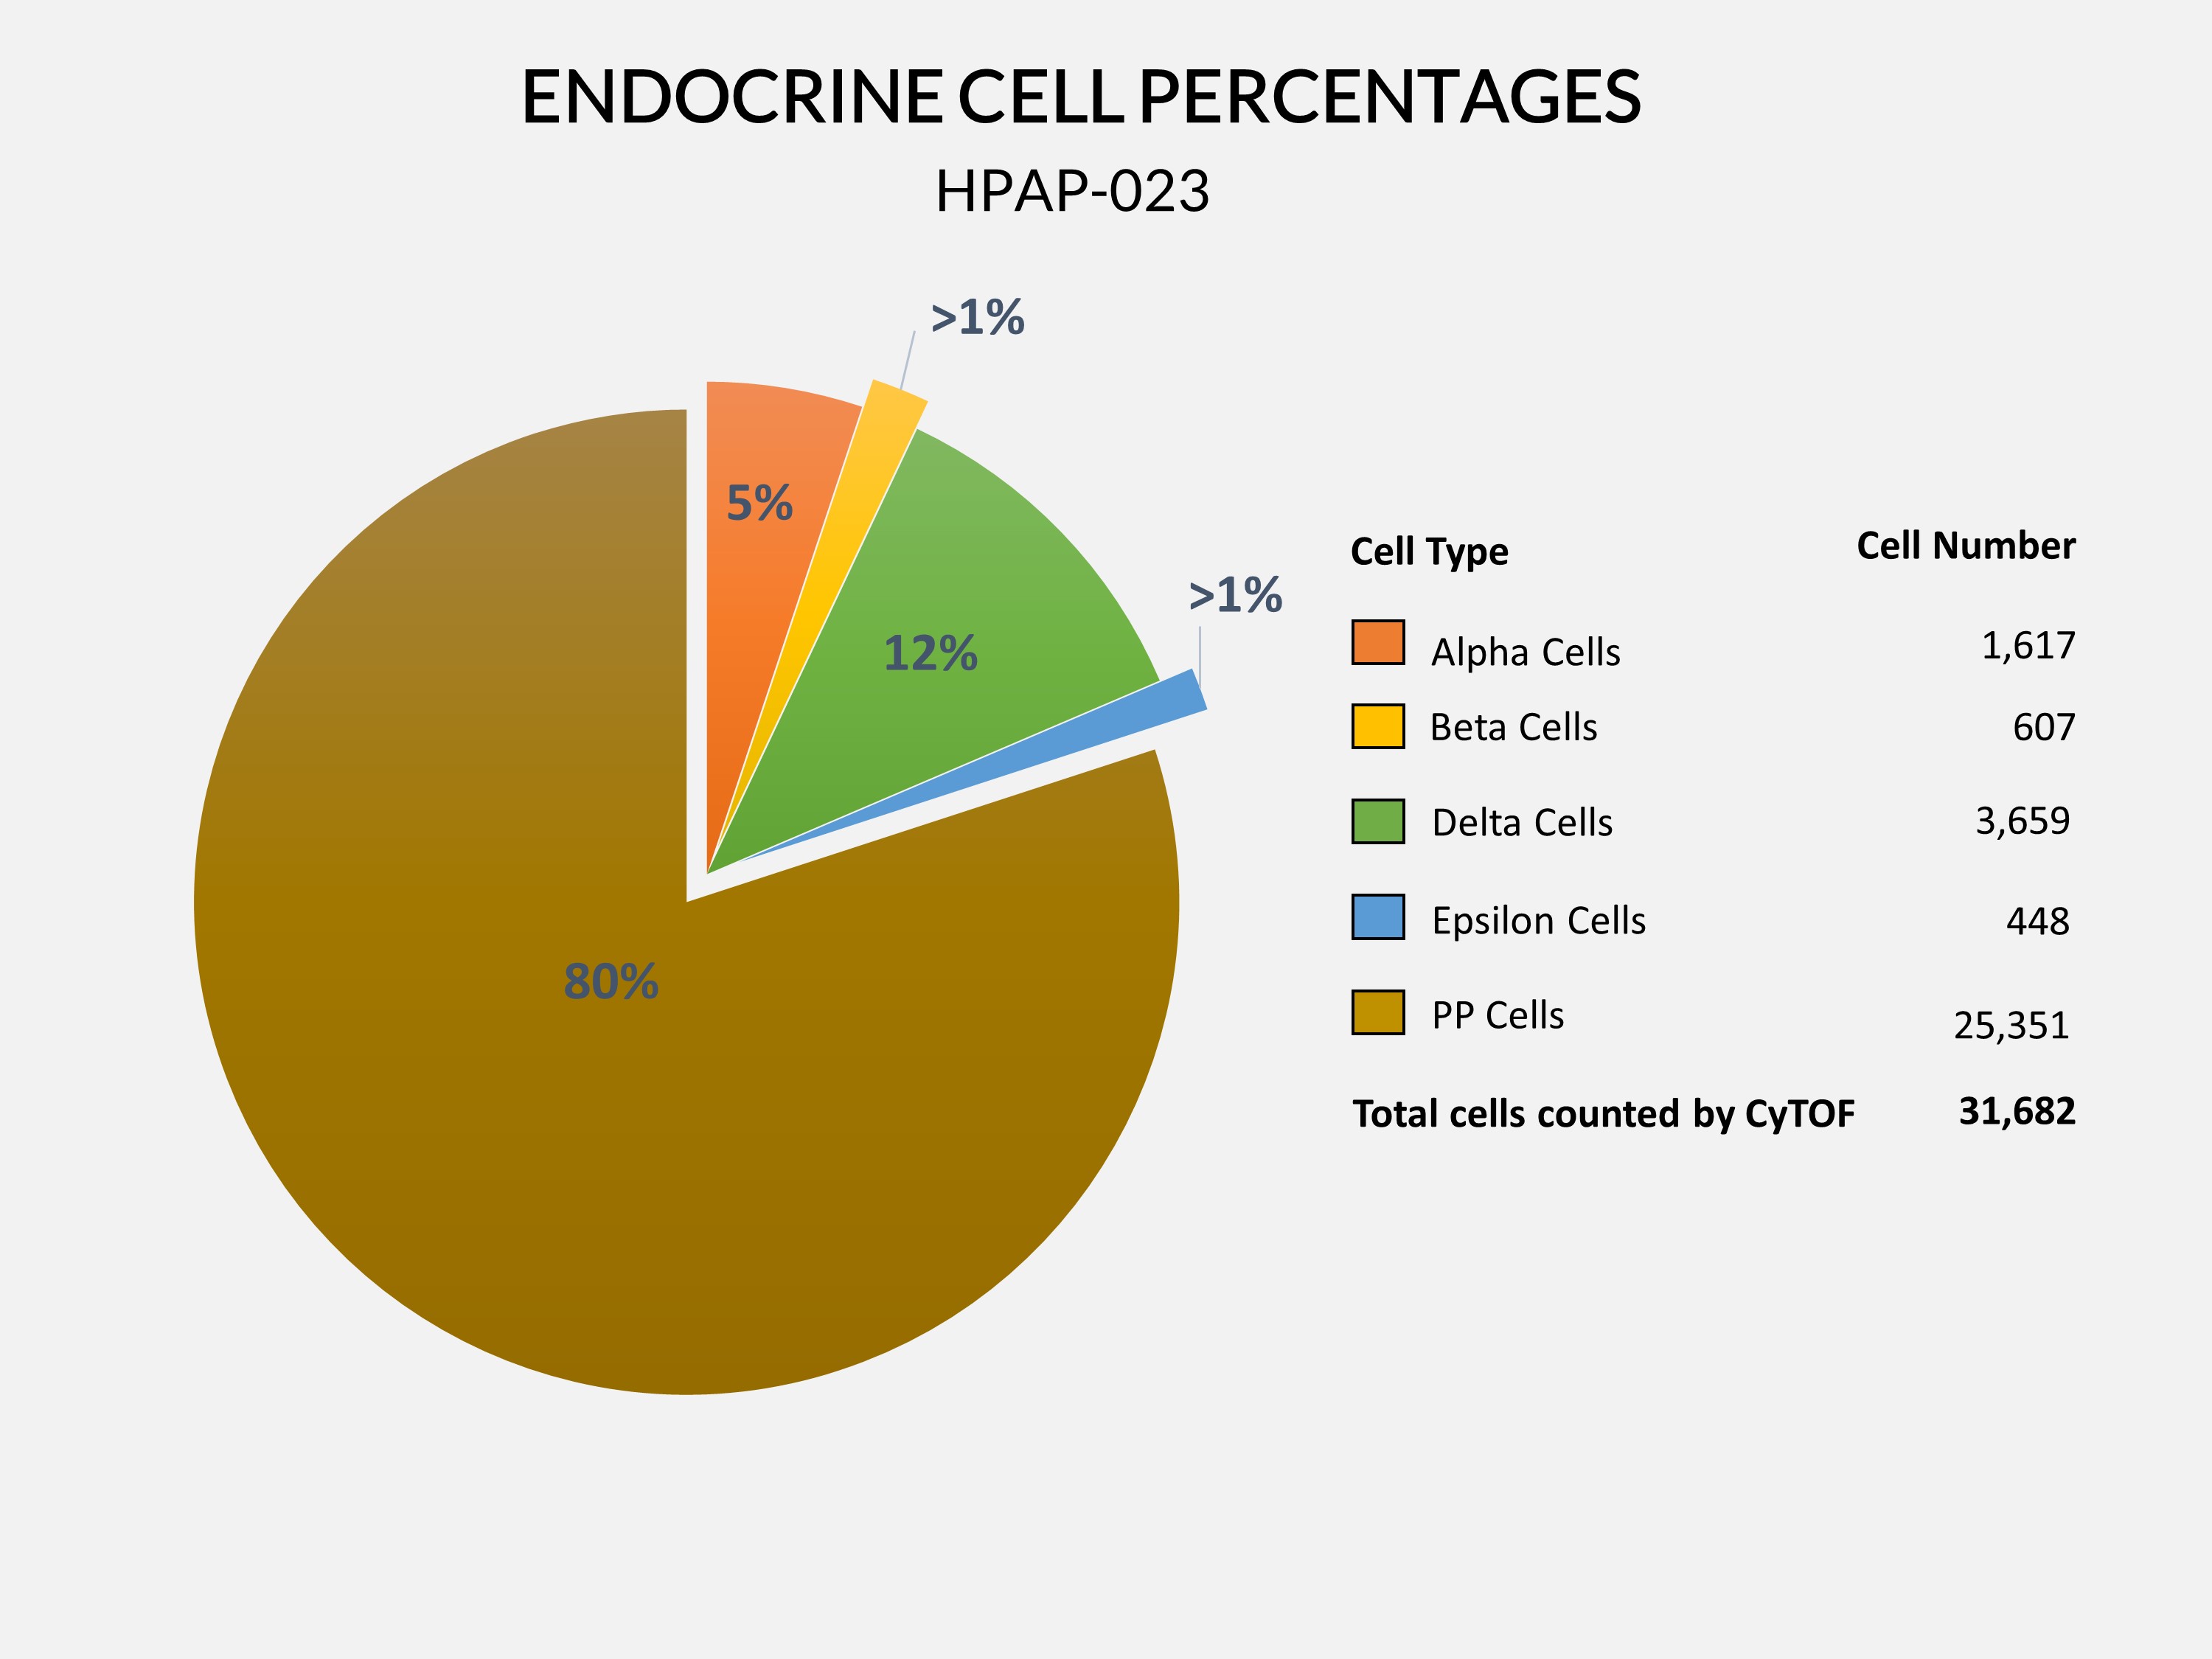 ENDOCRINE CELL PERCENTAGES
HPAP-023
>1%
5%
>1%
12%
80%
Cell Type Cell Number
Alpha Cells 1,617
Beta Cells 607
Delta Cells 3,659
Epsilon Cells 448
PP Cells 25,351
Total cells counted by CyTOF 31,682